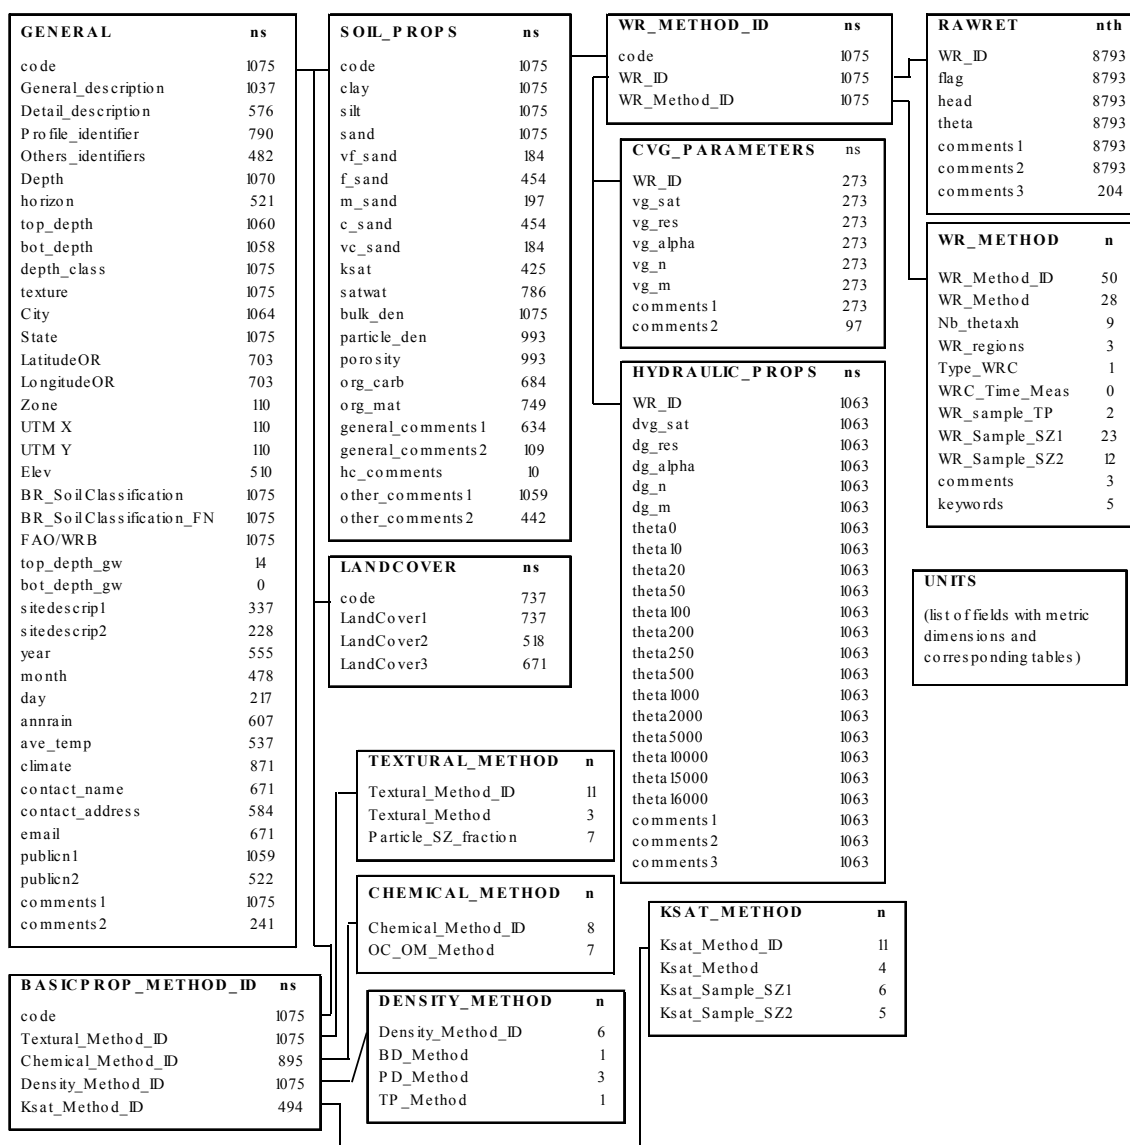 GENERAL ns
code 1075
General_description 1037
Detail_description 576
Profile_identifier 790
Others_identifiers 482
Depth 1070
horizon 521
top_depth 1060
bot_depth 1058
depth_class 1075
texture 1075
City 1064
State 1075
LatitudeOR 703
LongitudeOR 703
Zone 110
UTM X 110
UTM Y 110
Elev 510
BR_SoilClassification 1075
BR_SoilClassification_FN 1075
FAO/WRB 1075
top_depth_gw 14
bot_depth_gw 0
sitedescrip1 337
sitedescrip2 228
year 555
month 478
day 217
annrain 607
ave_temp 537
climate 871
contact_name 671
contact_address 584
email 671
publicn1 1059
publicn2 522
comments1 1075
comments2 241
BASICPROP_METHOD_ID ns
code 1075
Textural_Method_ID 1075
Chemical_Method_ID 895
Density_Method_ID 1075
Ksat_Method_ID 494
SOIL_PROPS ns
code 1075
clay 1075
silt 1075
sand 1075
vf_sand 184
f_sand 454
m_sand 197
c_sand 454
vc_sand 184
ksat 425
satwat 786
bulk_den 1075
particle_den 993
porosity 993
org_carb 684
org_mat 749
general_comments1 634
general_comments2 109
hc_comments 10
other_comments1 1059
other_comments2 442
LANDCOVER ns
code 737
LandCover1 737
LandCover2 518
LandCover3 671
TEXTURAL_METHOD n
Textural_Method_ID 11
Textural_Method 3
Particle_SZ_fraction 7
CHEMICAL_METHOD n
Chemical_Method_ID 8
OC_OM_Method 7
DENSITY_METHOD n
Density_Method_ID 6
BD_Method 1
PD_Method 3
TP_Method 1
WR_METHOD_ID ns
code 1075
WR_ID 1075
WR_Method_ID 1075
CVG_PARAMETERS ns
WR_ID 273
vg_sat 273
vg_res 273
vg_alpha 273
vg_n 273
vg_m 273
comments1 273
comments2 97
HYDRAULIC_PROPS ns
WR_ID 1063
dvg_sat 1063
dg_res 1063
dg_alpha 1063
dg_n 1063
dg_m 1063
theta0 1063
theta10 1063
theta20 1063
theta50 1063
theta100 1063
theta200 1063
theta250 1063
theta500 1063
theta1000 1063
theta2000 1063
theta5000 1063
theta10000 1063
theta15000 1063
theta16000 1063
comments1 1063
comments2 1063
comments3 1063
KSAT_METHOD n
Ksat_Method_ID 11
Ksat_Method 4
Ksat_Sample_SZ1 6
Ksat_Sample_SZ2 5
RAWRET nth
WR_ID 8793
flag 8793
head 8793
theta 8793
comments1 8793
comments2 8793
comments3 204
WR_METHOD n
WR_Method_ID 50
WR_Method 28
Nb_thetaxh 9
WR_regions 3
Type_WRC 1
WRC_Time_Meas 0
WR_sample_TP 2
WR_Sample_SZ1 23
WR_Sample_SZ2 12
comments 3
keywords 5
UNITS
(list of fields with metric
dimensions and
corresponding tables)